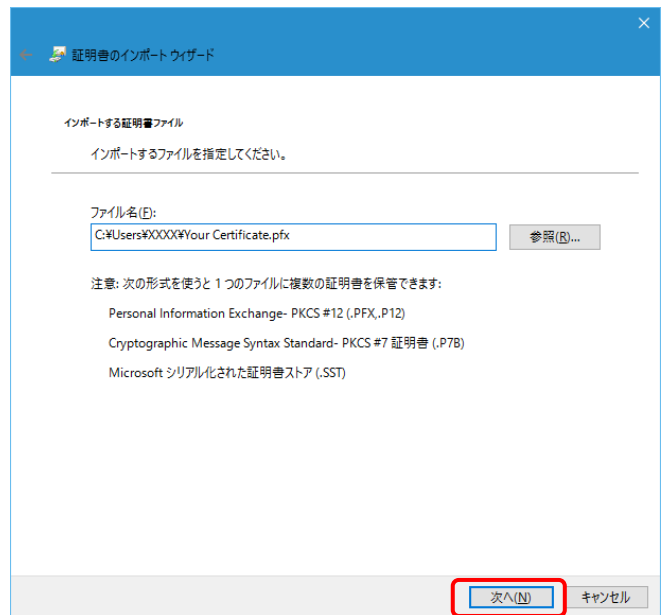 証明書のインポート ウィザード
インポートする証明書ファイル
インポートするファイルを指定してください。
ファイル名(F):
C:¥Users¥XXXX¥Your Certificate.pfx
参照(R)...
注意: 次の形式を使うと 1 つのファイルに複数の証明書を保管できます:
Personal Information Exchange- PKCS #12 (.PFX,.P12)
Cryptographic Message Syntax Standard- PKCS #7 証明書 (.P7B)
Microsoft シリアル化された証明書ストア (.SST)
次へ(N)
キャンセル